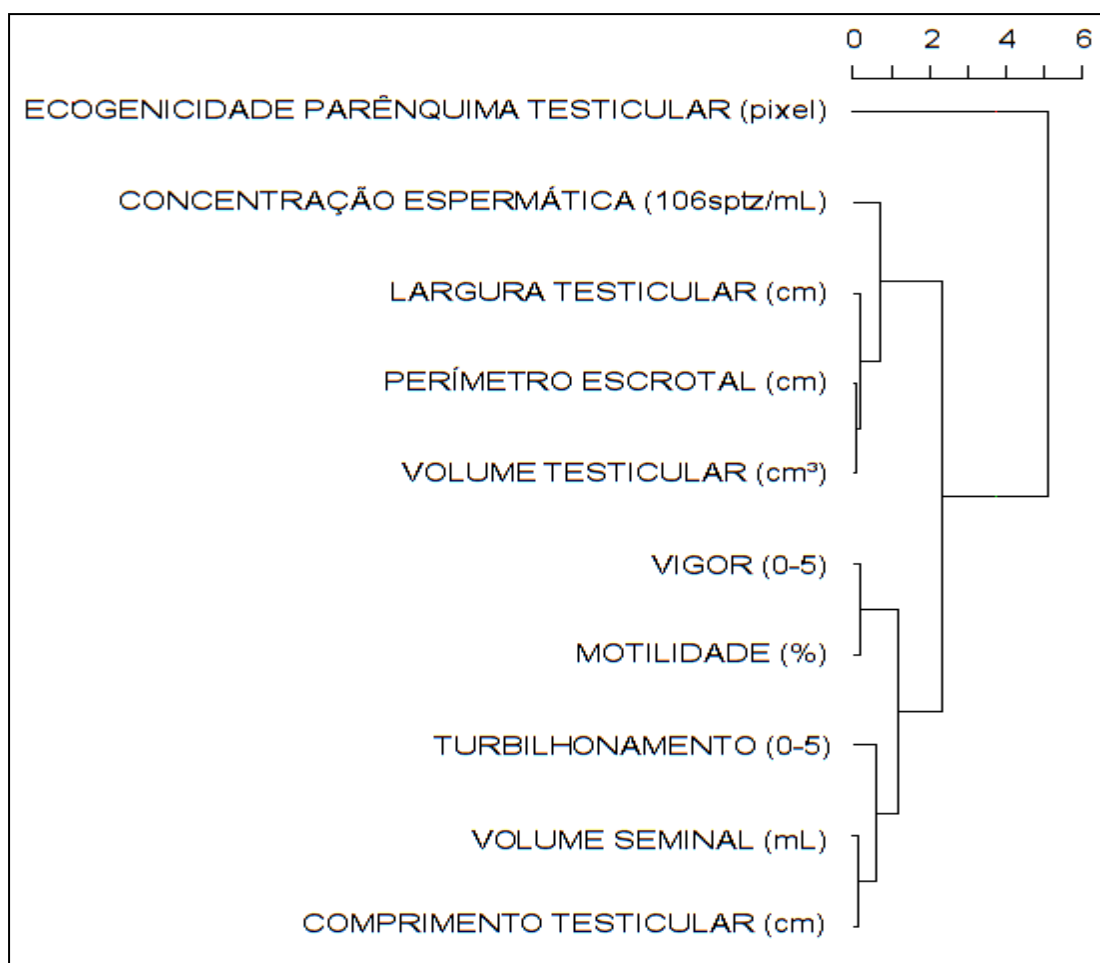 0 2 4 6
ECOGENICIDADE PARÊNQUIMA TESTICULAR (pixel)
CONCENTRAÇÃO ESPERMÁTICA (106sptz/mL)
LARGURA TESTICULAR (cm)
PERÍMETRO ESCROTAL (cm)
VOLUME TESTICULAR (cm³)
VIGOR (0-5)
MOTILIDADE (%)
TURBILHONAMENTO (0-5)
VOLUME SEMINAL (mL)
COMPRIMENTO TESTICULAR (cm)